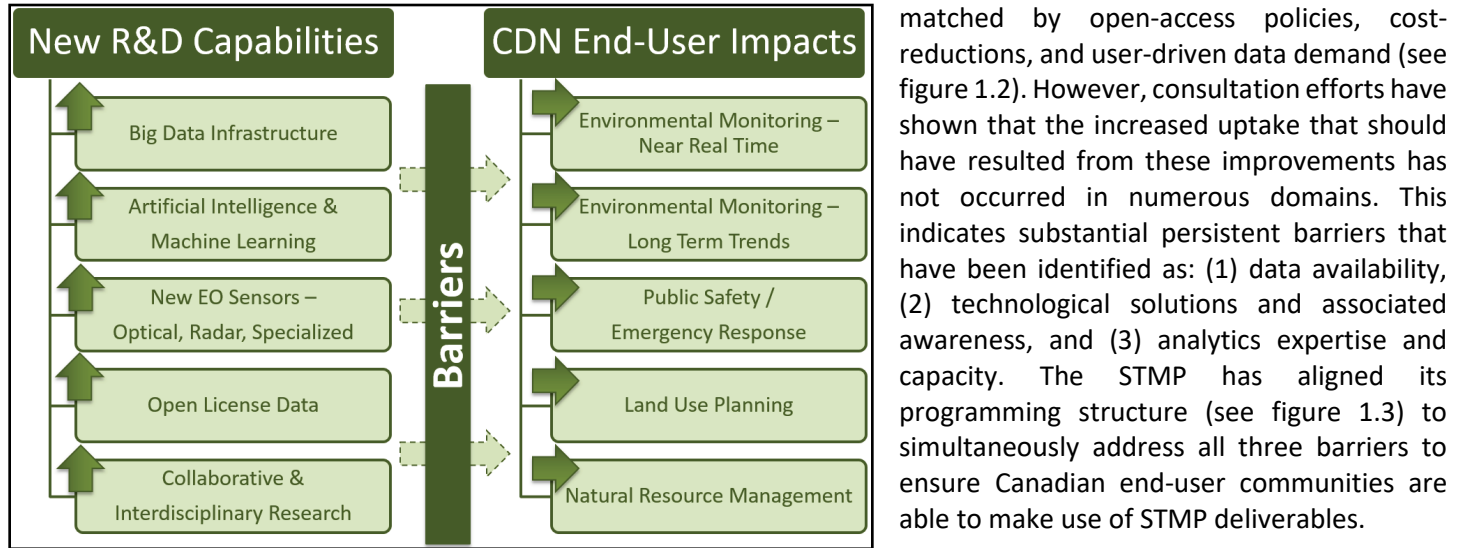 New R&D Capabilities
Big Data Infrastructure
Artificial Intelligence &
Machine Learning
New EO Sensors –
Optical, Radar, Specialized
Open License Data
Collaborative &
Interdisciplinary Research
Barriers
CDN End-User Impacts
Environmental Monitoring –
Near Real Time
Environmental Monitoring –
Long Term Trends
Public Safety /
Emergency Response
Land Use Planning
Natural Resource Management
matched by open-access policies, cost-
reductions, and user-driven data demand (see
figure 1.2). However, consultation efforts have
shown that the increased uptake that should
have resulted from these improvements has
not occurred in numerous domains. This
indicates substantial persistent barriers that
have been identified as: (1) data availability,
(2) technological solutions and associated
awareness, and (3) analytics expertise and
capacity. The STMP has aligned its
programming structure (see figure 1.3) to
simultaneously address all three barriers to
ensure Canadian end-user communities are
able to make use of STMP deliverables.